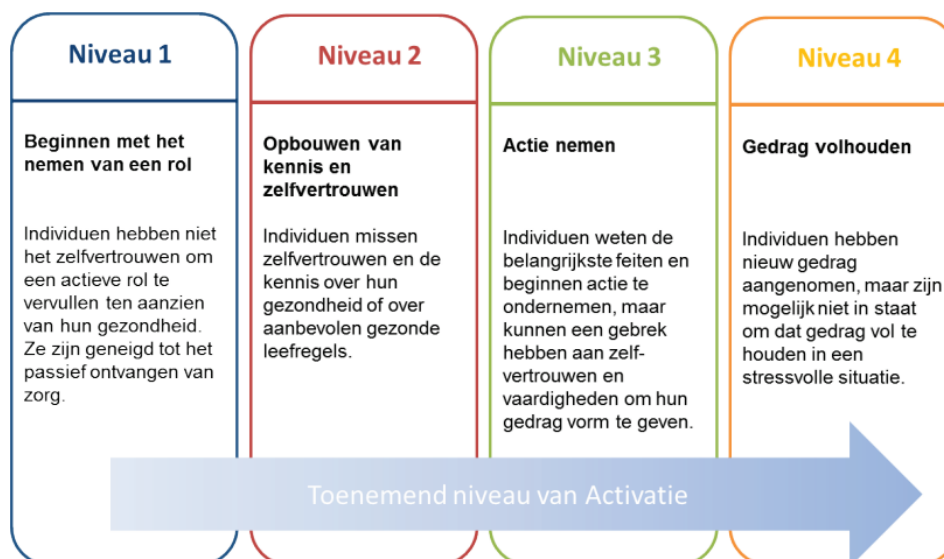 Niveau 1
Beginnen met het
nemen van een rol
Individuen hebben niet
het zelfvertrouwen om
een actieve rol te
vervullen ten aanzien
van hun gezondheid.
Ze zijn geneigd tot het
passief ontvangen van
zorg.
Niveau 2
Opbouwen van
kennis en
zelfvertrouwen
Individuen missen
zelfvertrouwen en de
kennis over hun
gezondheid of over
aanbevolen gezonde
leefregels.
Niveau 3
Actie nemen
Individuen weten de
belangrijkste feiten en
beginnen actie te
ondernemen, maar
kunnen een gebrek
hebben aan zelf-
vertrouwen en
vaardigheden om hun
gedrag vorm te geven.
Niveau 4
Gedrag volhouden
Individuen hebben
nieuw gedrag
aangenomen, maar zijn
mogelijk niet in staat
om dat gedrag vol te
houden in een
stressvolle situatie.
Toenemend niveau van Activatie